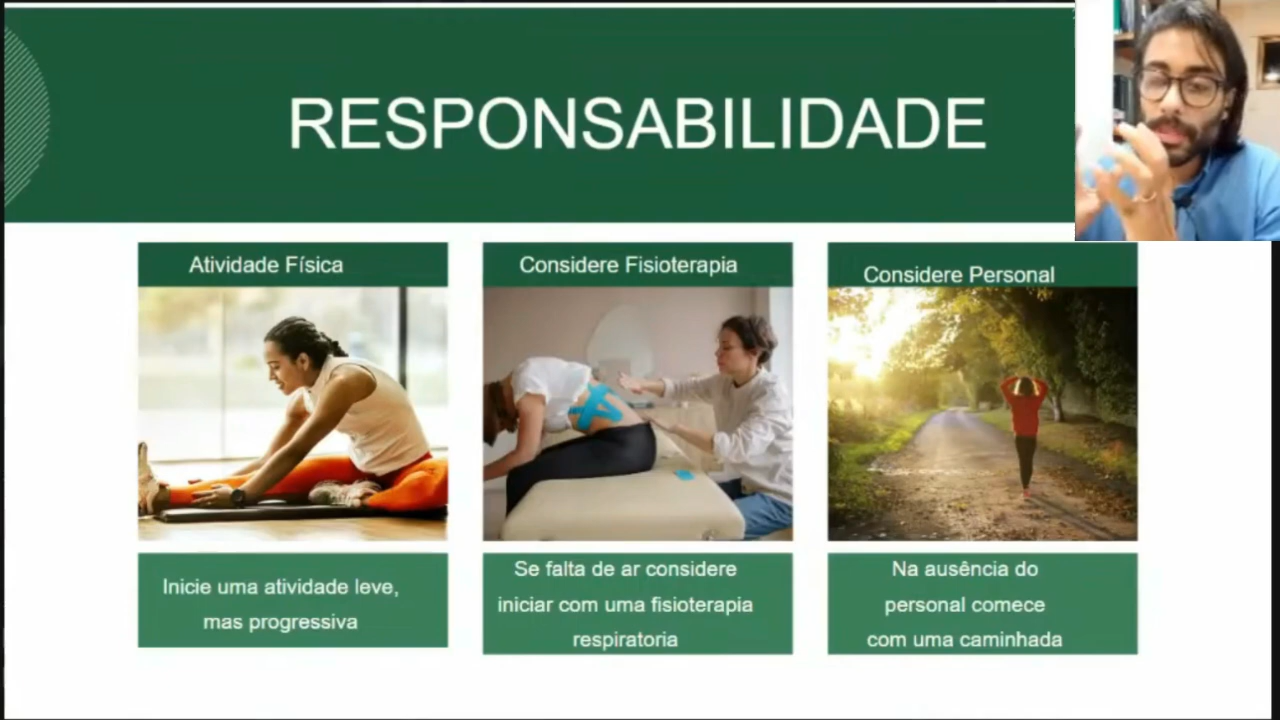 RESPONSABILIDADE
Atividade Física
Considere Fisioterapia
Considere Personal
Inicie uma atividade leve,
mas progressiva
Se falta de ar considere
iniciar com uma fisioterapia
respiratoria
Na ausência do
personal comece
com uma caminhada